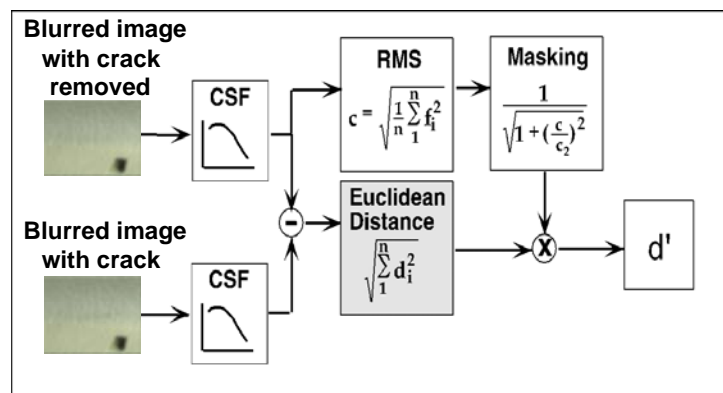 Blurred image
with crack
removed
CSF
RMS
c = √(1/n Σ₁ⁿ fᵢ²)
Masking
1/√(1+(c/c₂)²)
-
Euclidean
Distance
√(Σ₁ⁿ dᵢ²)
X
d'
Blurred image
with crack
CSF